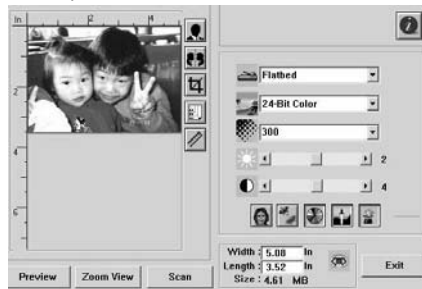 In
2
4
2
4
6
i
Flatbed
24-Bit Color
300
2
4
Width : 5.08 In
Length : 3.52 In
Size : 4.61 MB
Preview
Zoom View
Scan
Exit